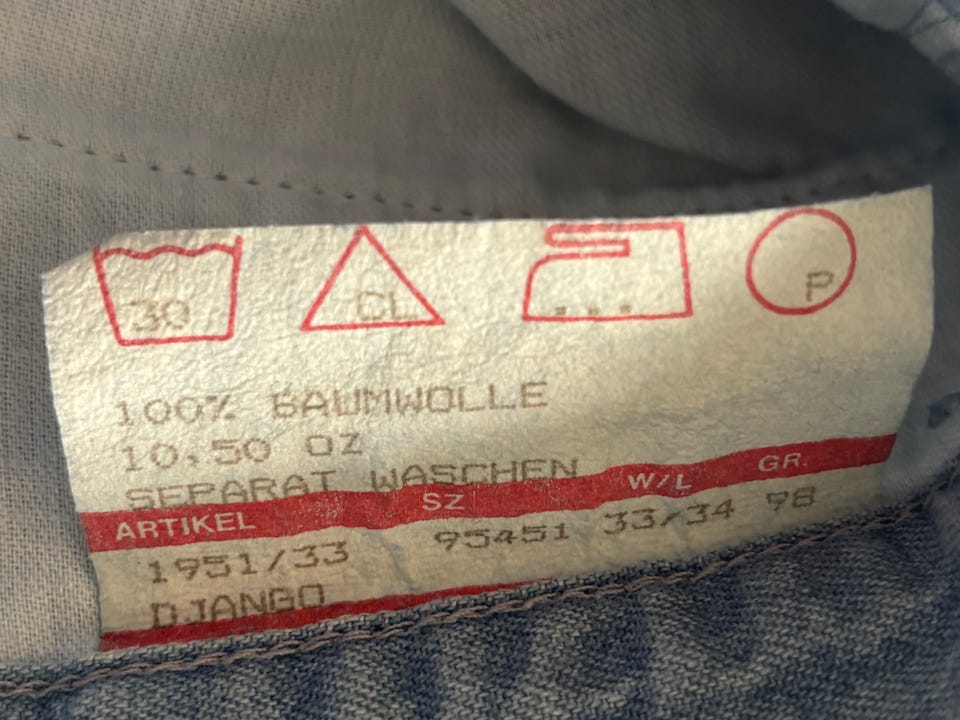 30 CL P
100% BAUMWOLLE
10.50 OZ
SEPARAT WASCHEN
ARTIKEL SZ W/L GR.
1951/33 95451 33/34 98
DJANGO